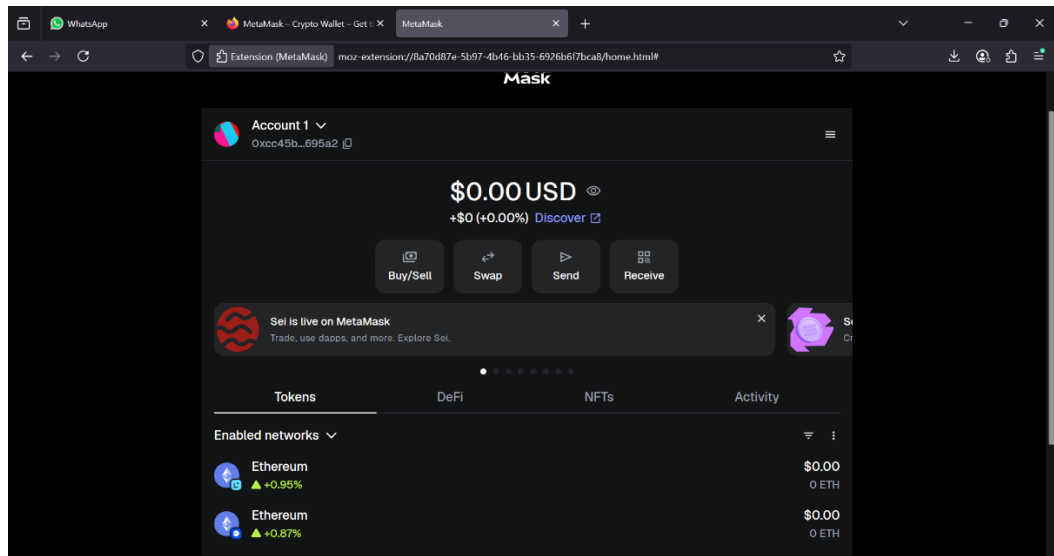 WhatsApp
MetaMask – Crypto Wallet – Get t
MetaMask
Extension (MetaMask) moz-extension://8a70d87e-5b97-4b46-bb35-6926b6f7bca8/home.html#
Mask
Account 1
0xcc45b...695a2
$0.00 USD
+$0 (+0.00%) Discover
Buy/Sell Swap Send Receive
Sei is live on MetaMask
Trade, use dapps, and more. Explore Sei.
Tokens DeFi NFTs Activity
Enabled networks
Ethereum $0.00
+0.95% 0 ETH
Ethereum $0.00
+0.87% 0 ETH